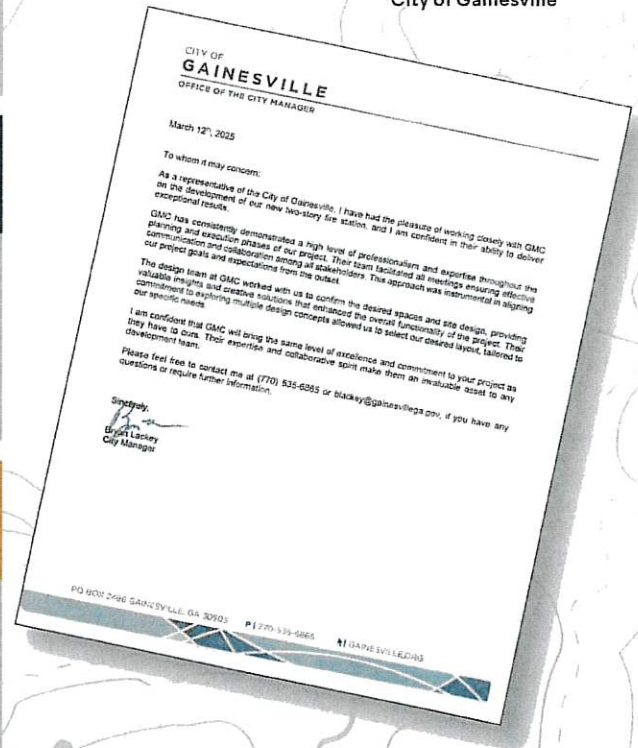 City of Gainesville
CITY OF
GAINESVILLE
OFFICE OF THE CITY MANAGER
March 12th, 2025
To whom it may concern:
As a representative of the City of Gainesville, I have had the pleasure of working closely with GMC
on the development of our new two-story fire station, and I am confident in their ability to deliver
exceptional results.
GMC has consistently demonstrated a high level of professionalism and expertise throughout the
planning and execution phases of our project. Their team facilitated all meetings ensuring effective
communication and collaboration among all stakeholders. This approach was instrumental in aligning
our project goals and expectations from the outset.
The design team at GMC worked with us to confirm the desired spaces and site design, providing
valuable insights and creative solutions that enhanced the overall functionality of the project. Their
commitment to exploring multiple design concepts allowed us to select our desired layout, tailored to
our specific needs.
I am confident that GMC will bring the same level of excellence and commitment to your project as
they have to ours. Their expertise and collaborative spirit make them an invaluable asset to any
development team.
Please feel free to contact me at (770) 535-6865 or blackey@gainesvillega.gov, if you have any
questions or require further information.
Sincerely,
Bryan Lackey
City Manager
PO BOX 2496 GAINESVILLE, GA 30503 P | 770-535-6865 GAINESVILLE.ORG